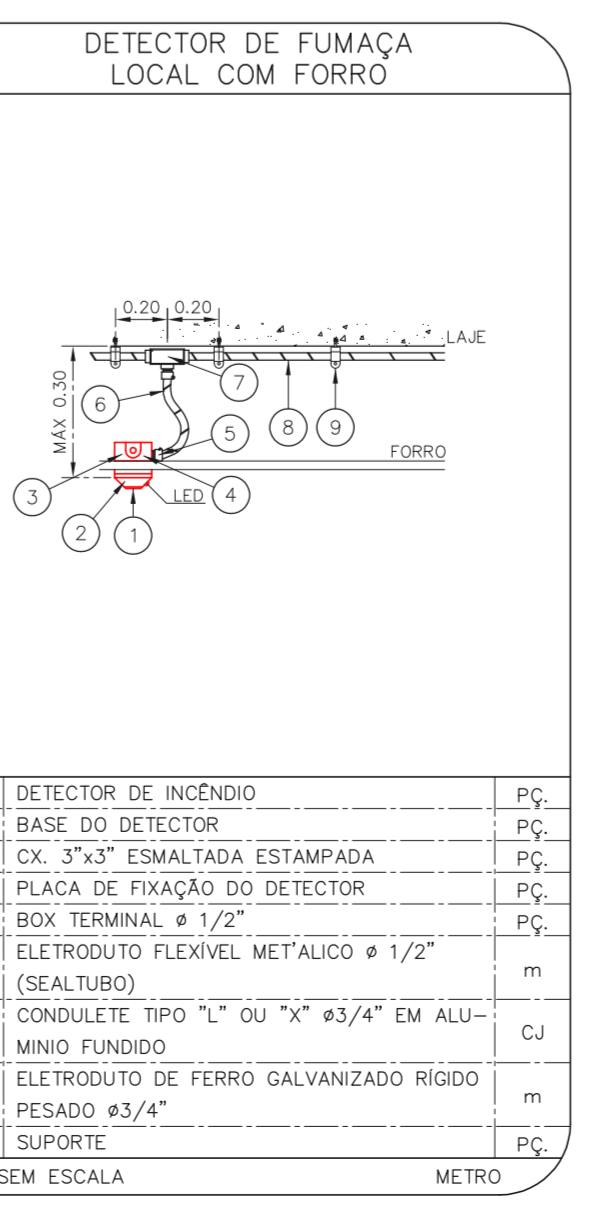 DETECTOR DE FUMAÇA
LOCAL COM FORRO
0.20 0.20
LAJE
MÁX 0.30
7
6
5
8
9
FORRO
3
LED
4
2
1
DETECTOR DE INCÊNDIO PÇ.
BASE DO DETECTOR PÇ.
CX. 3"x3" ESMALTADA ESTAMPADA PÇ.
PLACA DE FIXAÇÃO DO DETECTOR PÇ.
BOX TERMINAL ø 1/2" PÇ.
ELETRODUTO FLEXÍVEL MET'ALICO ø 1/2"
(SEALTUBO) m
CONDULETE TIPO "L" OU "X" ø3/4" EM ALU-
MINIO FUNDIDO CJ
ELETRODUTO DE FERRO GALVANIZADO RÍGIDO
PESADO ø3/4" m
SUPORTE PÇ.
SEM ESCALA METRO